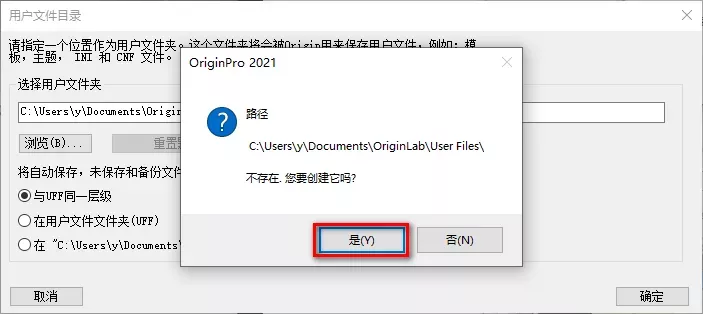 用户文件目录
请指定一个位置作为用户文件夹。这个文件夹将会被Origin用来保存用户文件，例如：模
板，主题， INI 和 CNF 文件。
OriginPro 2021
选择用户文件夹
C:\Users\y\Documents\Origin
路径
C:\Users\y\Documents\OriginLab\User Files\
浏览(B)...
重置
不存在. 您要创建它吗?
将自动保存，未保存和备份文件
与UFF同一层级
在用户文件文件夹(UFF)
在 "C:\Users\y\Documents\
是(Y)
否(N)
取消
确定